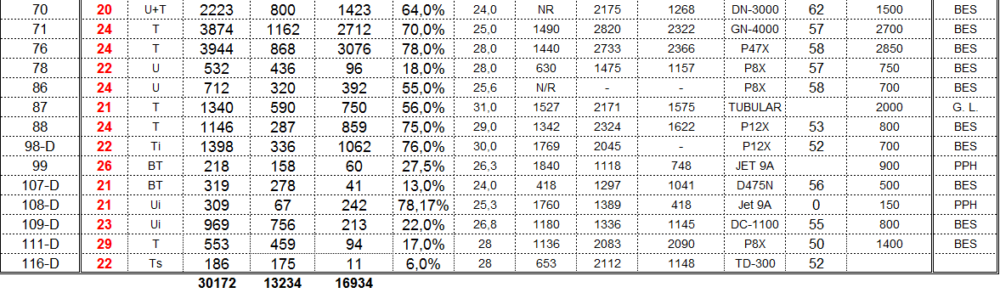 70 20 U+T 2223 800 1423 64,0% 24,0 NR 2175 1268 DN-3000 62 1500 BES
71 24 T 3874 1162 2712 70,0% 25,0 1490 2820 2322 GN-4000 57 2700 BES
76 24 T 3944 868 3076 78,0% 28,0 1440 2733 2366 P47X 58 2850 BES
78 22 U 532 436 96 18,0% 28,0 630 1475 1157 P8X 57 750 BES
86 24 U 712 320 392 55,0% 25,6 N/R - - P8X 58 700 BES
87 21 T 1340 590 750 56,0% 31,0 1527 2171 1575 TUBULAR 2000 G. L.
88 24 T 1146 287 859 75,0% 29,0 1342 2324 1622 P12X 53 800 BES
98-D 22 Ti 1398 336 1062 76,0% 30,0 1769 2045 - P12X 52 700 BES
99 26 BT 218 158 60 27,5% 26,3 1840 1118 748 JET 9A 900 PPH
107-D 21 BT 319 278 41 13,0% 24,0 418 1297 1041 D475N 56 500 BES
108-D 21 Ui 309 67 242 78,17% 25,3 1760 1389 418 Jet 9A 0 150 PPH
109-D 23 Ui 969 756 213 22,0% 26,8 1180 1336 1145 DC-1100 55 800 BES
111-D 29 T 553 459 94 17,0% 28 1136 2083 2090 P8X 50 1400 BES
116-D 22 Ts 186 175 11 6,0% 28 653 2112 1148 TD-300 52
30172 13234 16934